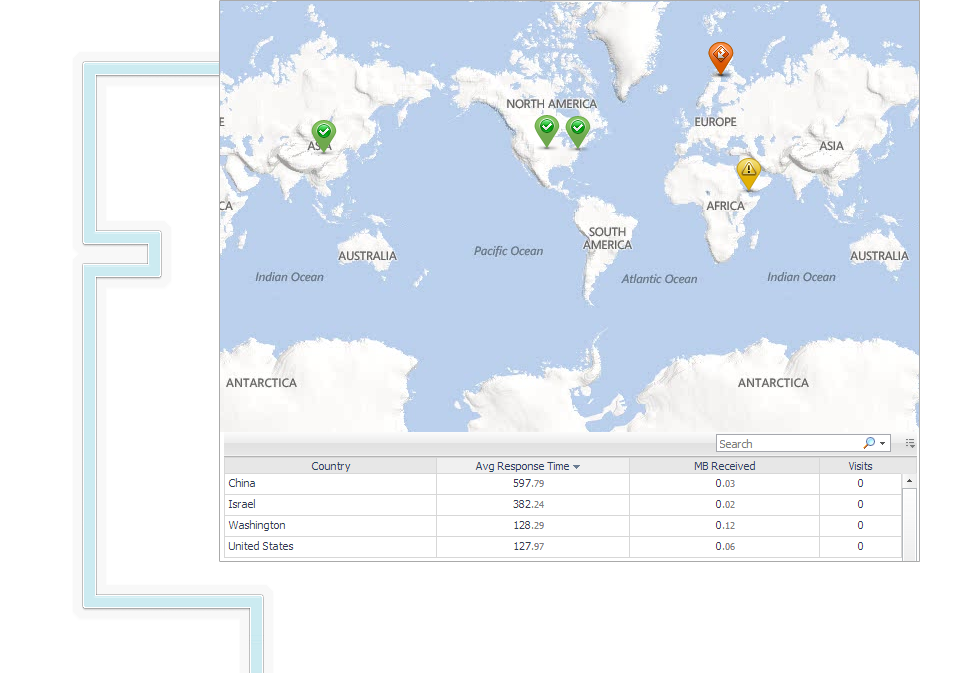 NORTH AMERICA
E
EUROPE
ASIA
ASIA
CA
AFRICA
SOUTH
AMERICA
AUSTRALIA
Pacific Ocean
AUSTRALIA
Indian Ocean
Atlantic Ocean
Indian Ocean
ANTARCTICA
ANTARCTICA
Search
Country Avg Response Time MB Received Visits
China 597.79 0.03 0
Israel 382.24 0.02 0
Washington 128.29 0.12 0
United States 127.97 0.06 0